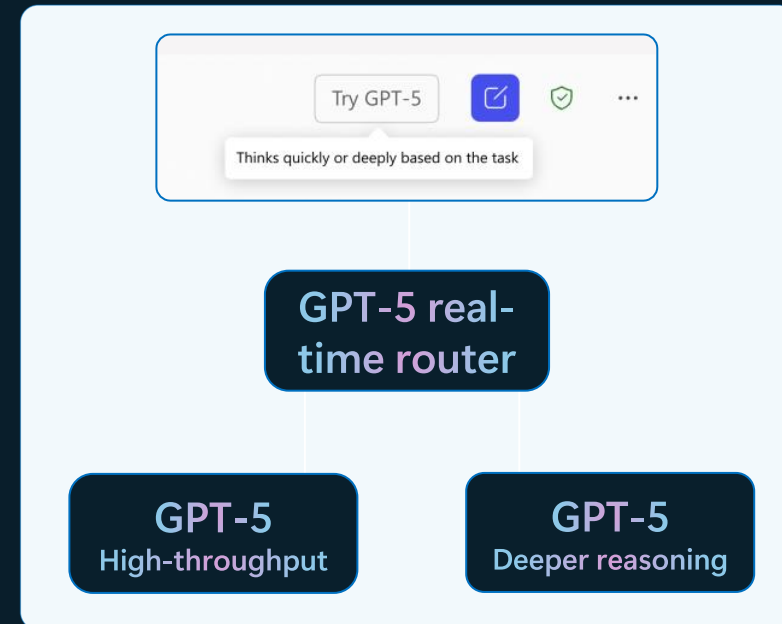 Try GPT-5
Thinks quickly or deeply based on the task
GPT-5 real-
time router
GPT-5
High-throughput
GPT-5
Deeper reasoning